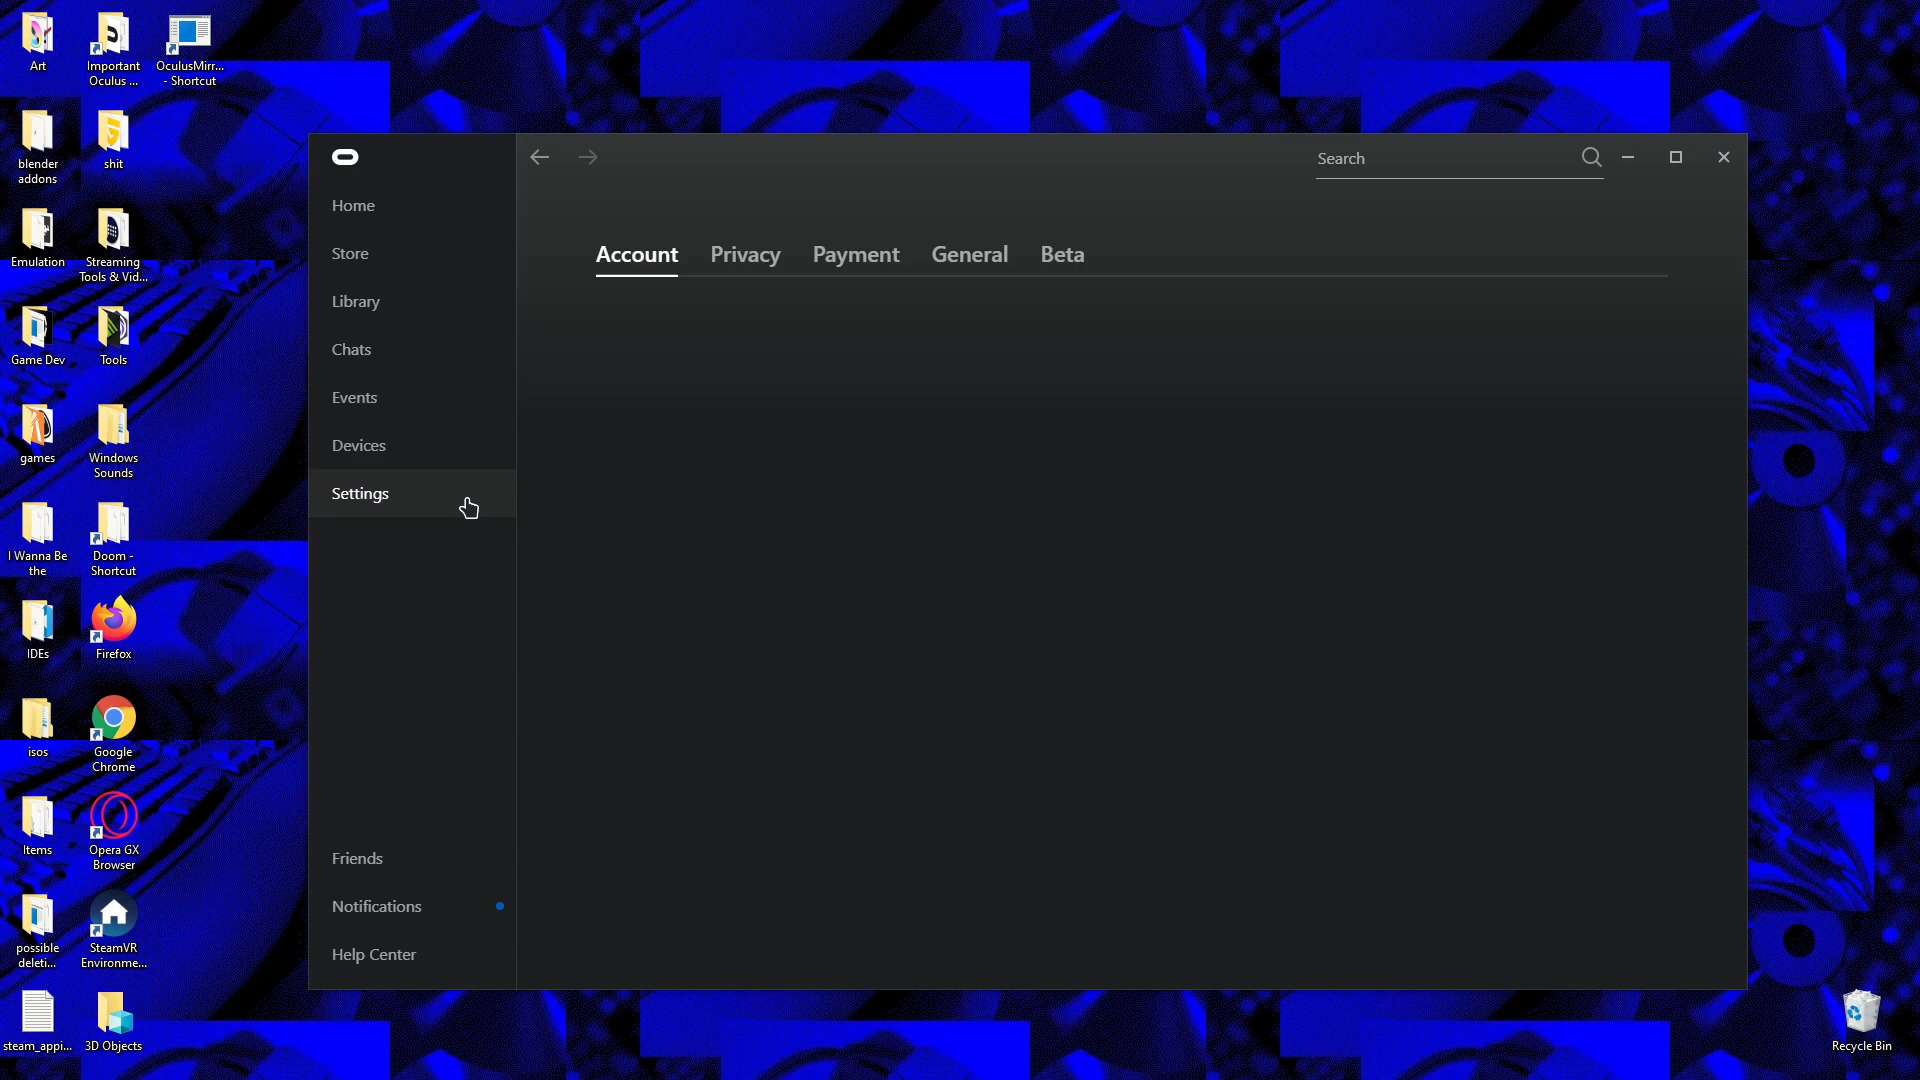 Art
Important
Oculus ...
OculusMirr...
- Shortcut
blender
addons
shit
Emulation
Streaming
Tools & Vid...
Game Dev
Tools
games
Windows
Sounds
I Wanna Be
the
Doom -
Shortcut
IDEs
Firefox
isos
Google
Chrome
Items
Opera GX
Browser
possible
deleti...
SteamVR
Environme...
steam_appi...
3D Objects
Home
Store
Library
Chats
Events
Devices
Settings
Friends
Notifications
Help Center
Search
Account Privacy Payment General Beta
Recycle Bin